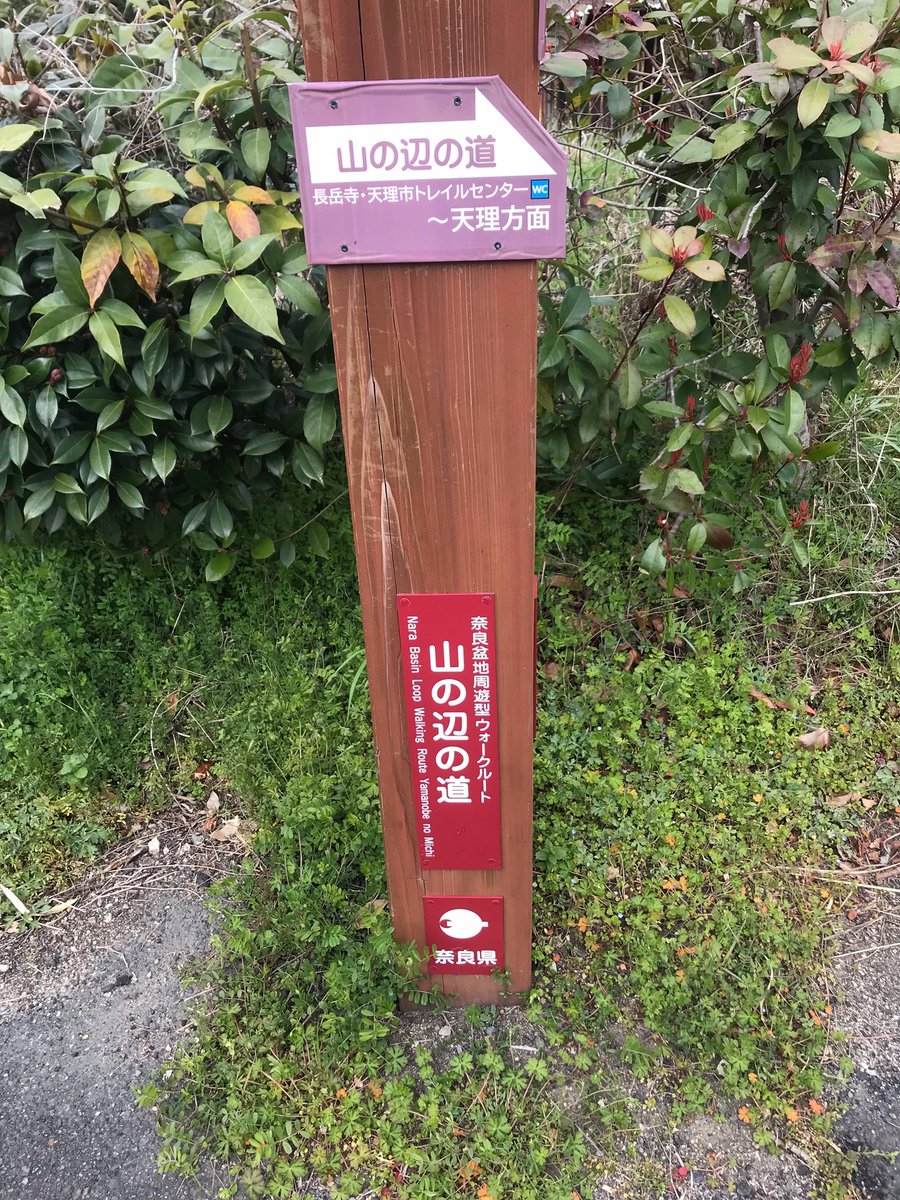 山の辺の道
長岳寺・天理市トレイルセンター WC
～天理方面
奈良盆地周遊型ウォークルート
山の辺の道
Nara Basin Loop Walking Route Yamanobe no Michi
奈良県